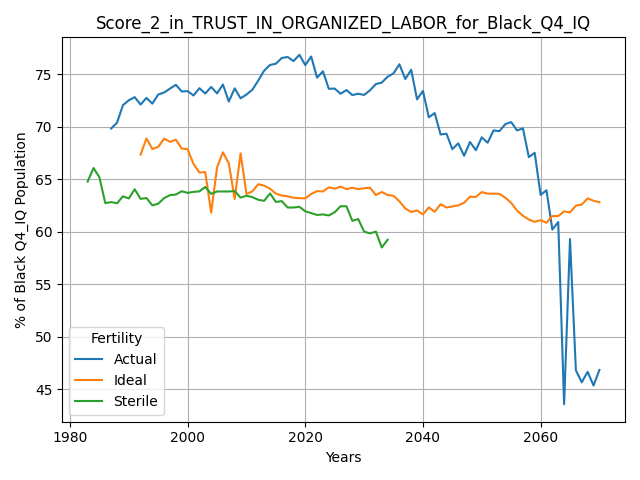 Score_2_in_TRUST_IN_ORGANIZED_LABOR_for_Black_Q4_IQ
% of Black Q4_IQ Population
75
70
65
60
55
50
45
Fertility
Actual
Ideal
Sterile
1980
2000
2020
2040
2060
Years